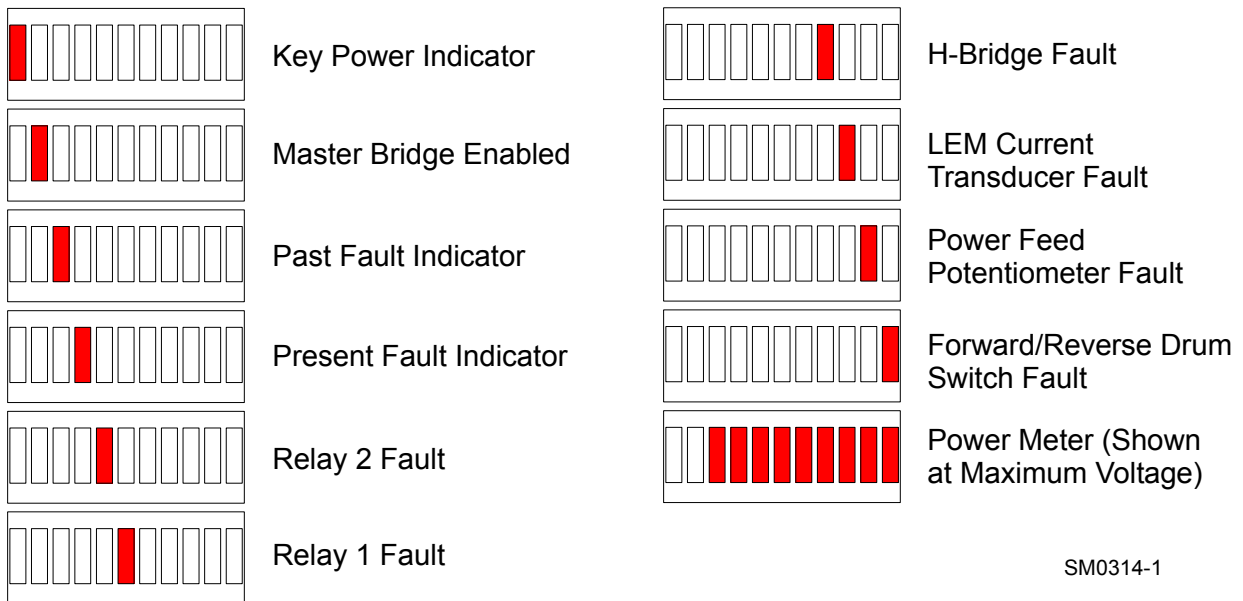 Key Power Indicator
Master Bridge Enabled
Past Fault Indicator
Present Fault Indicator
Relay 2 Fault
Relay 1 Fault
H-Bridge Fault
LEM Current
Transducer Fault
Power Feed
Potentiometer Fault
Forward/Reverse Drum
Switch Fault
Power Meter (Shown
at Maximum Voltage)
SM0314-1